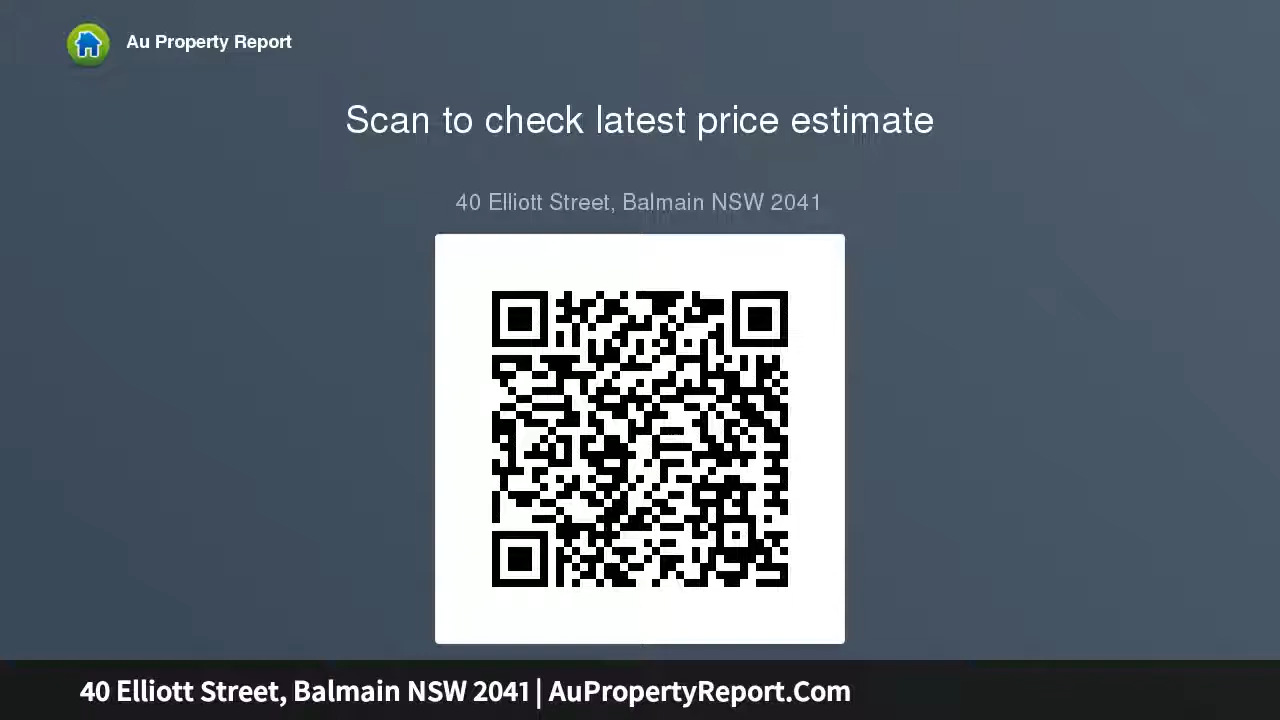 Au Property Report
Scan to check latest price estimate
40 Elliott Street, Balmain NSW 2041
40 Elliott Street, Balmain NSW 2041 | AuPropertyReport.Com